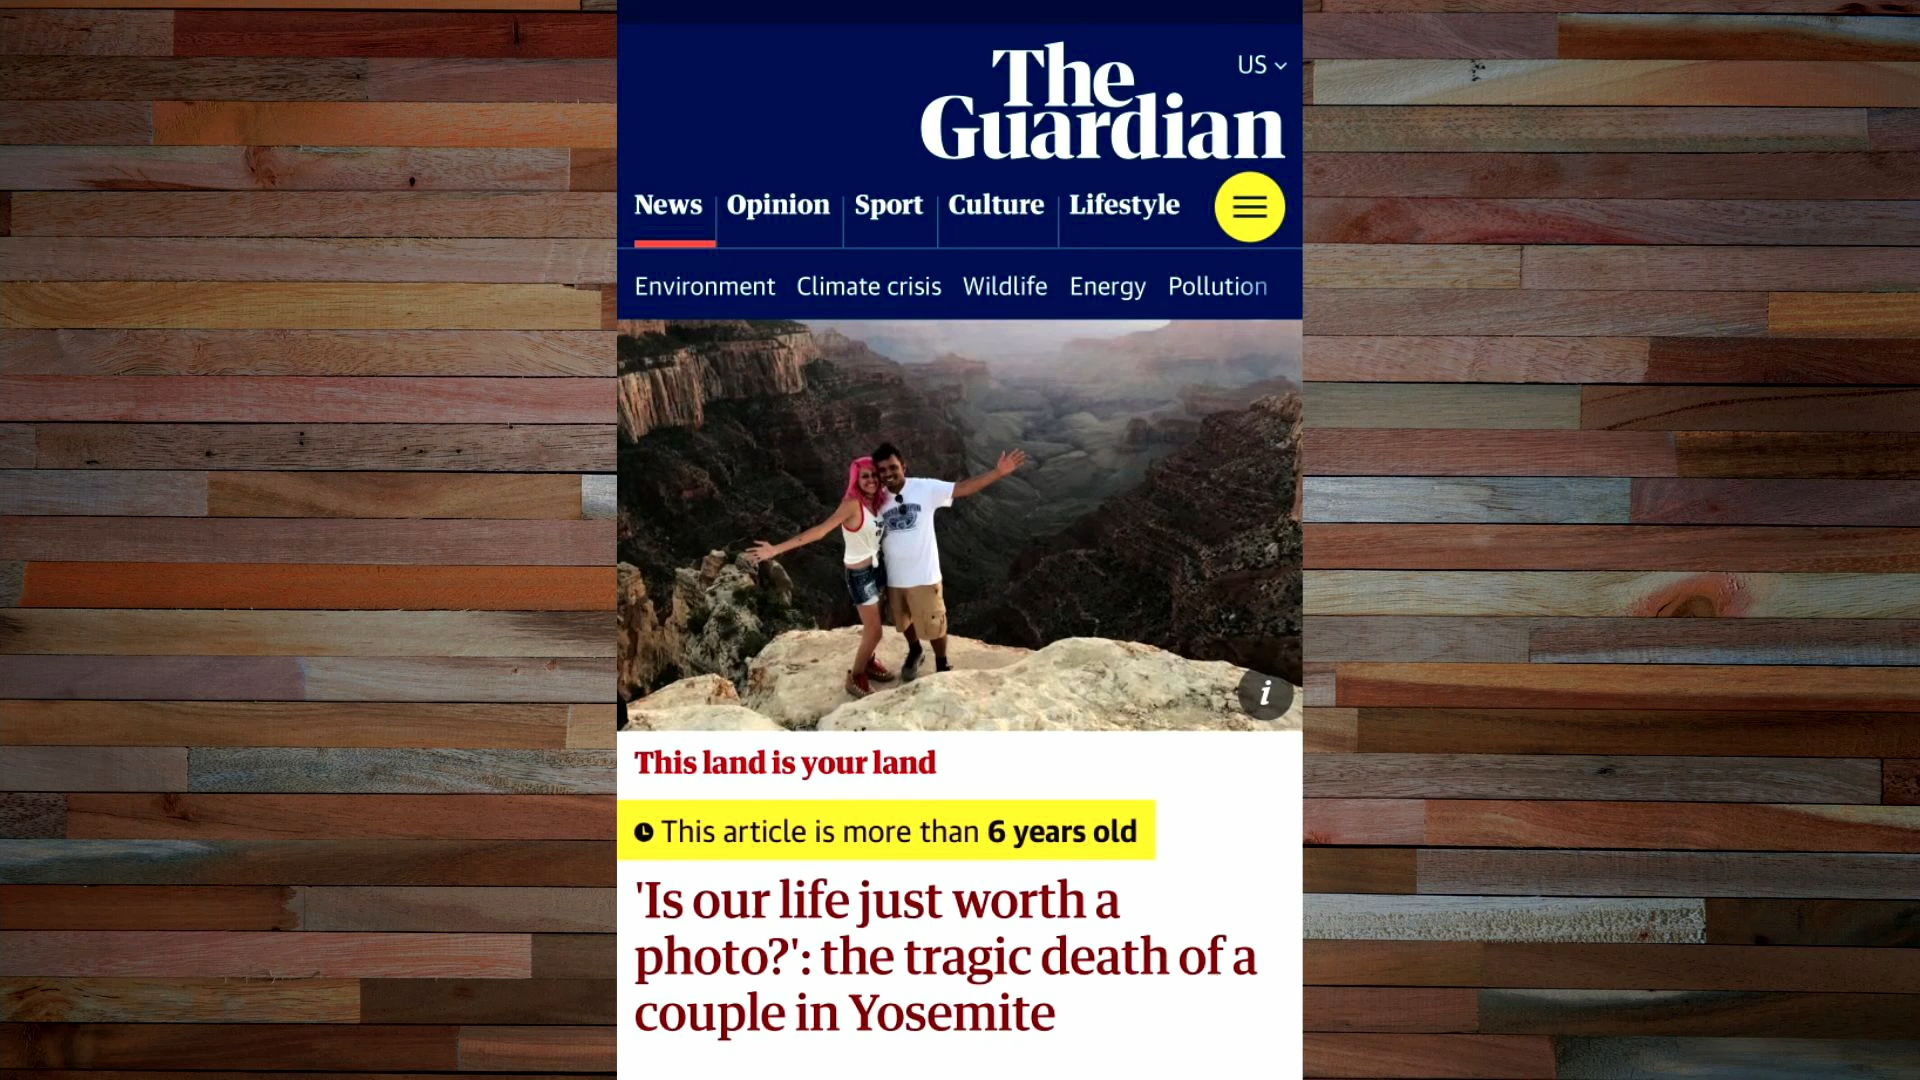 The
Guardian
US
News Opinion Sport Culture Lifestyle
Environment Climate crisis Wildlife Energy Pollution
i
This land is your land
This article is more than 6 years old
'Is our life just worth a
photo?': the tragic death of a
couple in Yosemite